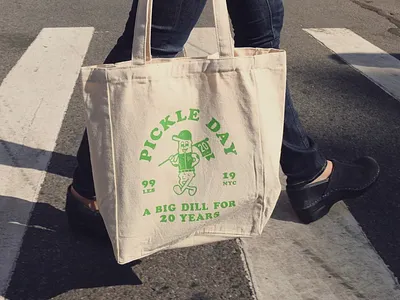 PICKLE DAY
99 19
LES NYC
A BIG DILL FOR
20 YEARS